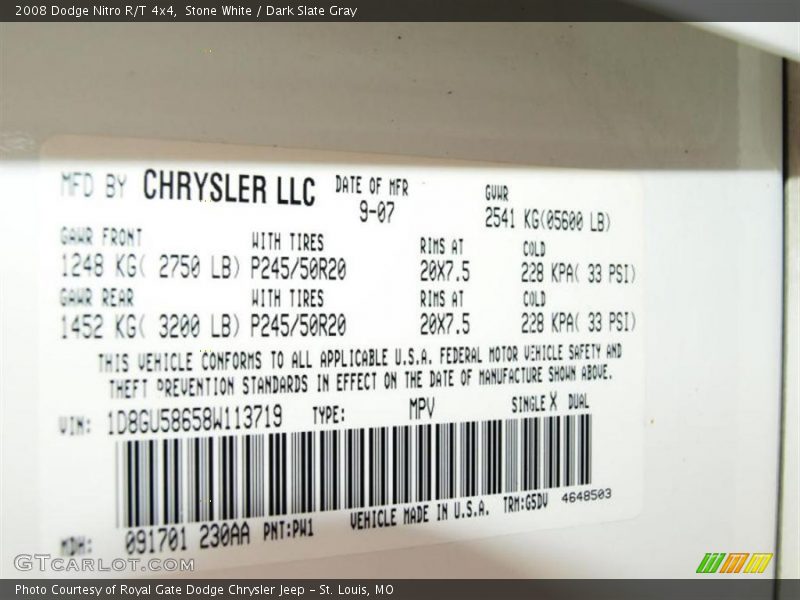 2008 Dodge Nitro R/T 4x4, Stone White / Dark Slate Gray
MFD BY CHRYSLER LLC DATE OF MFR GVWR
9-07 2541 KG(05600 LB)
GAWR FRONT WITH TIRES RIMS AT COLD
1248 KG( 2750 LB) P245/50R20 20X7.5 228 KPA( 33 PSI)
GAWR REAR WITH TIRES RIMS AT COLD
1452 KG( 3200 LB) P245/50R20 20X7.5 228 KPA( 33 PSI)
THIS VEHICLE CONFORMS TO ALL APPLICABLE U.S.A. FEDERAL MOTOR VEHICLE SAFETY AND
THEFT PREVENTION STANDARDS IN EFFECT ON THE DATE OF MANUFACTURE SHOWN ABOVE.
VIN: 1D8GU58658W113719 TYPE: MPV SINGLE X DUAL
MDH: 091701 230AA PNT:PW1 VEHICLE MADE IN U.S.A. TRM:G5DV 4648503
GTCarLot.com
Photo Courtesy of Royal Gate Dodge Chrysler Jeep - St. Louis, MO